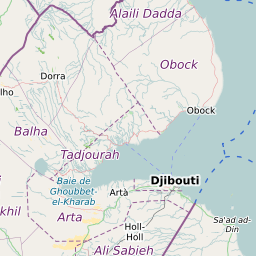 Alaili Dadda
Dorra
Obock
lho
Obock
Balha
Tadjourah
Baie de
Ghoubbet-
el-Kharab
Artà
Djibouti
khil
Arta
Sa'ad ad-
Din
Holl-
Holl
Ali Sabieh